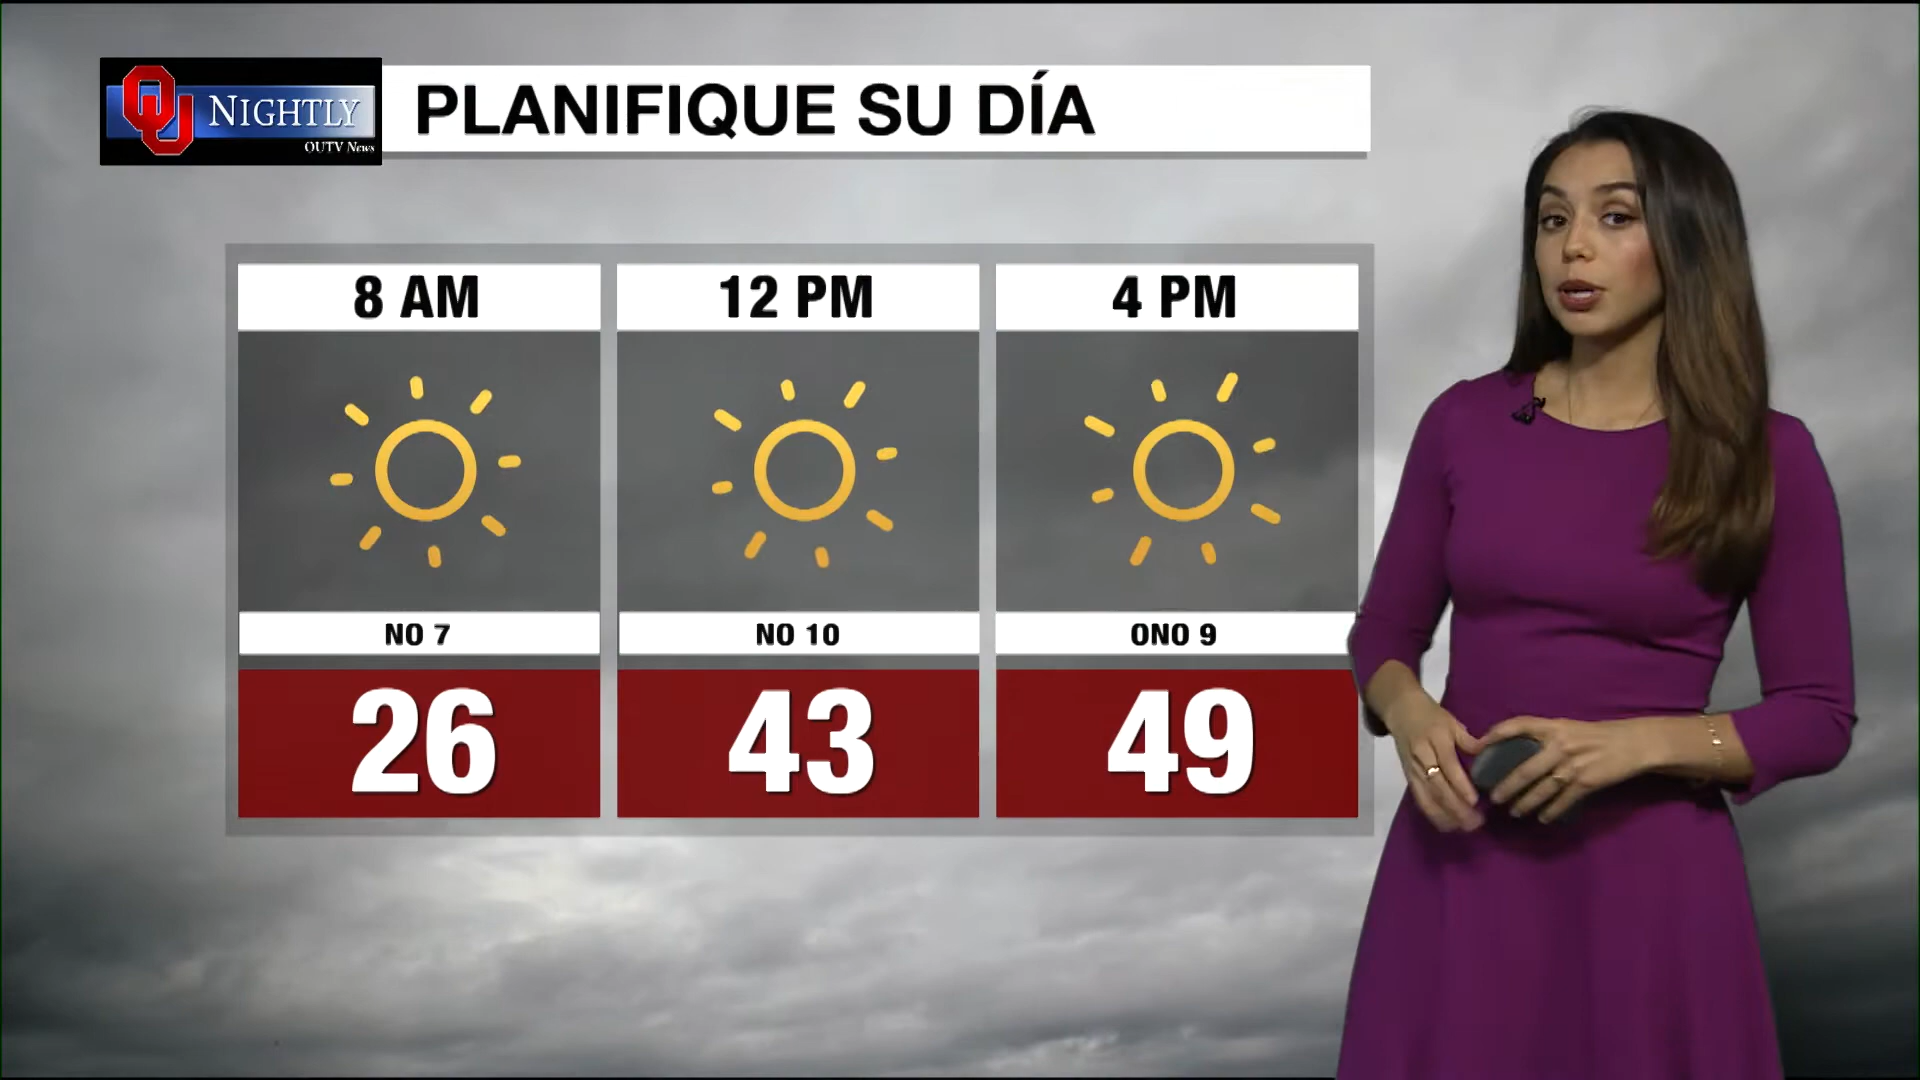 OU NIGHTLY
OUTV News
PLANIFIQUE SU DÍA
8 AM
12 PM
4 PM
NO 7
NO 10
ONO 9
26
43
49